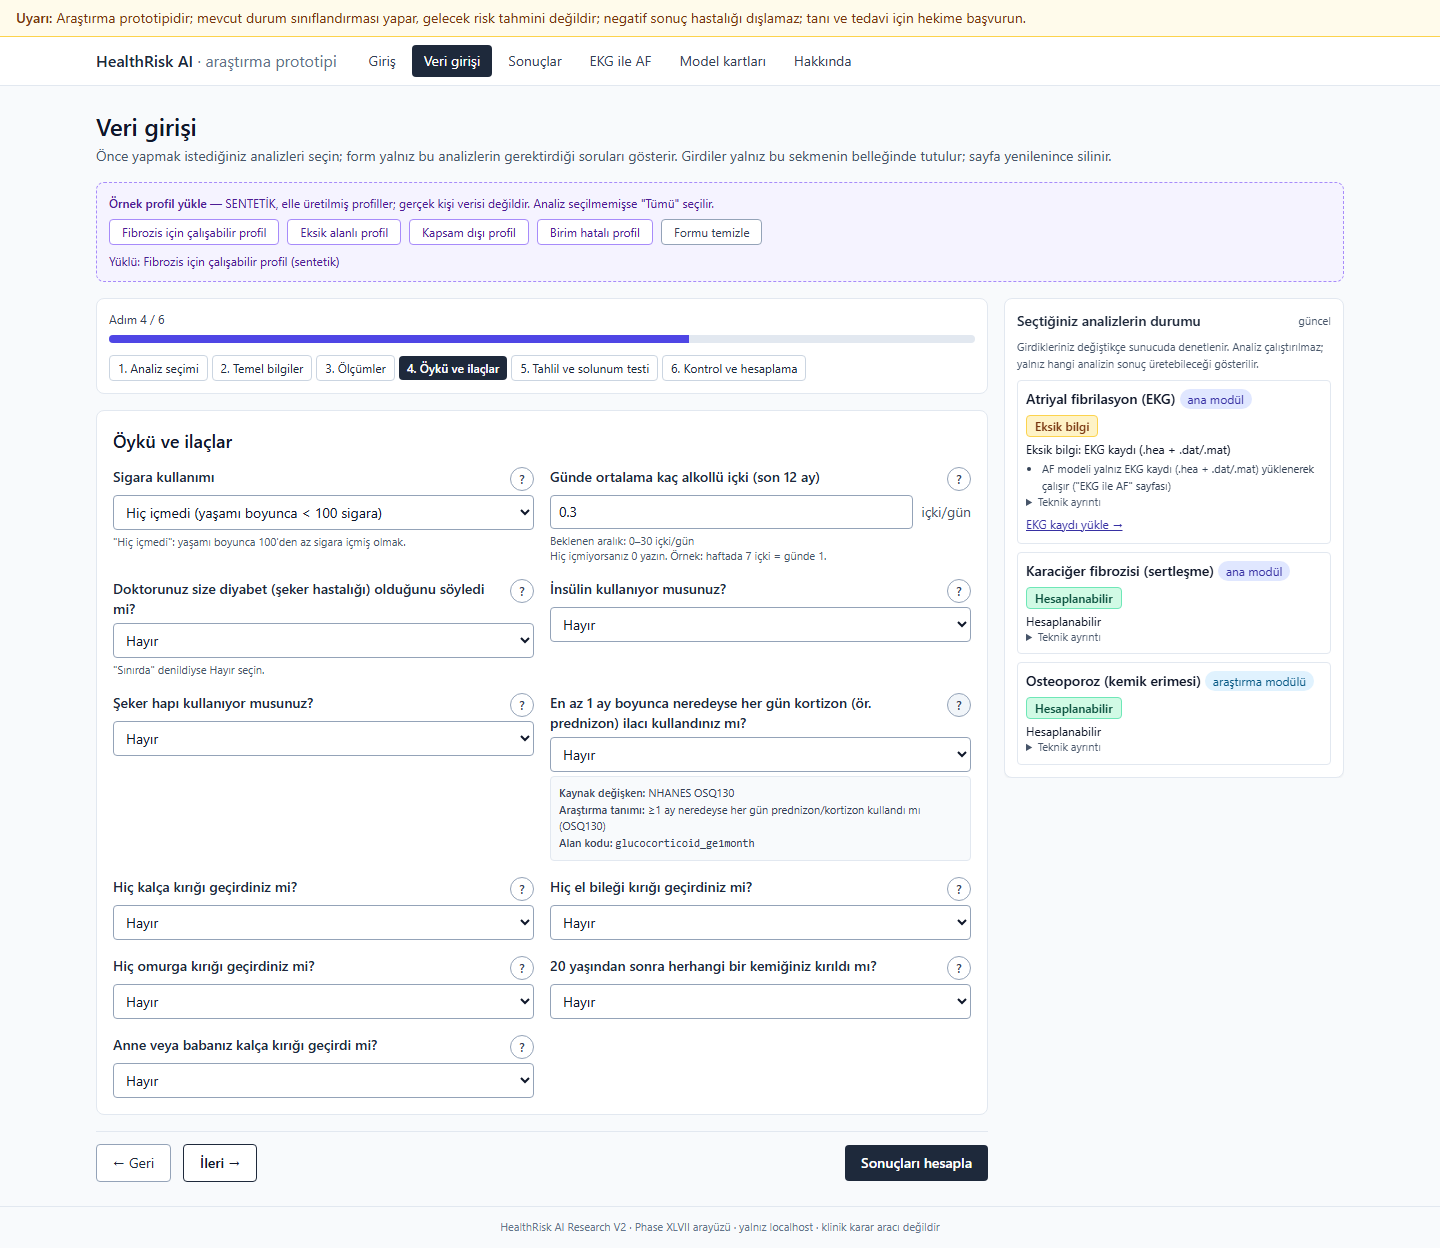 Uyarı: Araştırma prototipidir; mevcut durum sınıflandırması yapar, gelecek risk tahmini değildir; negatif sonuç hastalığı dışlamaz; tanı ve tedavi için hekime başvurun.
HealthRisk AI · araştırma prototipi
Giriş
Veri girişi
Sonuçlar
EKG ile AF
Model kartları
Hakkında
Veri girişi
Önce yapmak istediğiniz analizleri seçin; form yalnız bu analizlerin gerektirdiği soruları gösterir. Girdiler yalnız bu sekmenin belleğinde tutulur; sayfa yenilenince silinir.
Örnek profil yükle — SENTETİK, elle üretilmiş profiller; gerçek kişi verisi değildir. Analiz seçilmemişse "Tümü" seçilir.
Fibrozis için çalışabilir profil
Eksik alanlı profil
Kapsam dışı profil
Birim hatalı profil
Formu temizle
Yüklü: Fibrozis için çalışabilir profil (sentetik)
Adım 4 / 6
1. Analiz seçimi
2. Temel bilgiler
3. Ölçümler
4. Öykü ve ilaçlar
5. Tahlil ve solunum testi
6. Kontrol ve hesaplama
Öykü ve ilaçlar
Sigara kullanımı
?
Hiç içmedi (yaşamı boyunca < 100 sigara)
"Hiç içmedi": yaşamı boyunca 100'den az sigara içmiş olmak.
Günde ortalama kaç alkollü içki (son 12 ay)
?
0.3
içki/gün
Beklenen aralık: 0–30 içki/gün
Hiç içmiyorsanız 0 yazın. Örnek: haftada 7 içki = günde 1.
Doktorunuz size diyabet (şeker hastalığı) olduğunu söyledi
mi?
?
Hayır
"Sınırda" denildiyse Hayır seçin.
İnsülin kullanıyor musunuz?
?
Hayır
Şeker hapı kullanıyor musunuz?
?
Hayır
En az 1 ay boyunca neredeyse her gün kortizon (ör.
prednizon) ilacı kullandınız mı?
?
Hayır
Kaynak değişken: NHANES OSQ130
Araştırma tanımı: ≥1 ay neredeyse her gün prednizon/kortizon kullandı mı
(OSQ130)
Alan kodu: glucocorticoid_ge1month
Hiç kalça kırığı geçirdiniz mi?
?
Hayır
Hiç el bileği kırığı geçirdiniz mi?
?
Hayır
Hiç omurga kırığı geçirdiniz mi?
?
Hayır
20 yaşından sonra herhangi bir kemiğiniz kırıldı mı?
?
Hayır
Anne veya babanız kalça kırığı geçirdi mi?
?
Hayır
← Geri
İleri →
Sonuçları hesapla
Seçtiğiniz analizlerin durumu
güncel
Girdikleriniz değiştikçe sunucuda denetlenir. Analiz çalıştırılmaz;
yalnız hangi analizin sonuç üretebileceği gösterilir.
Atriyal fibrilasyon (EKG)
ana modül
Eksik bilgi
Eksik bilgi: EKG kaydı (.hea + .dat/.mat)
• AF modeli yalnız EKG kaydı (.hea + .dat/.mat) yüklenerek
çalışır ("EKG ile AF" sayfası)
▶ Teknik ayrıntı
EKG kaydı yükle →
Karaciğer fibrozisi (sertleşme)
ana modül
Hesaplanabilir
Hesaplanabilir
▶ Teknik ayrıntı
Osteoporoz (kemik erimesi)
araştırma modülü
Hesaplanabilir
Hesaplanabilir
▶ Teknik ayrıntı
HealthRisk AI Research V2 · Phase XLVII arayüzü · yalnız localhost · klinik karar aracı değildir